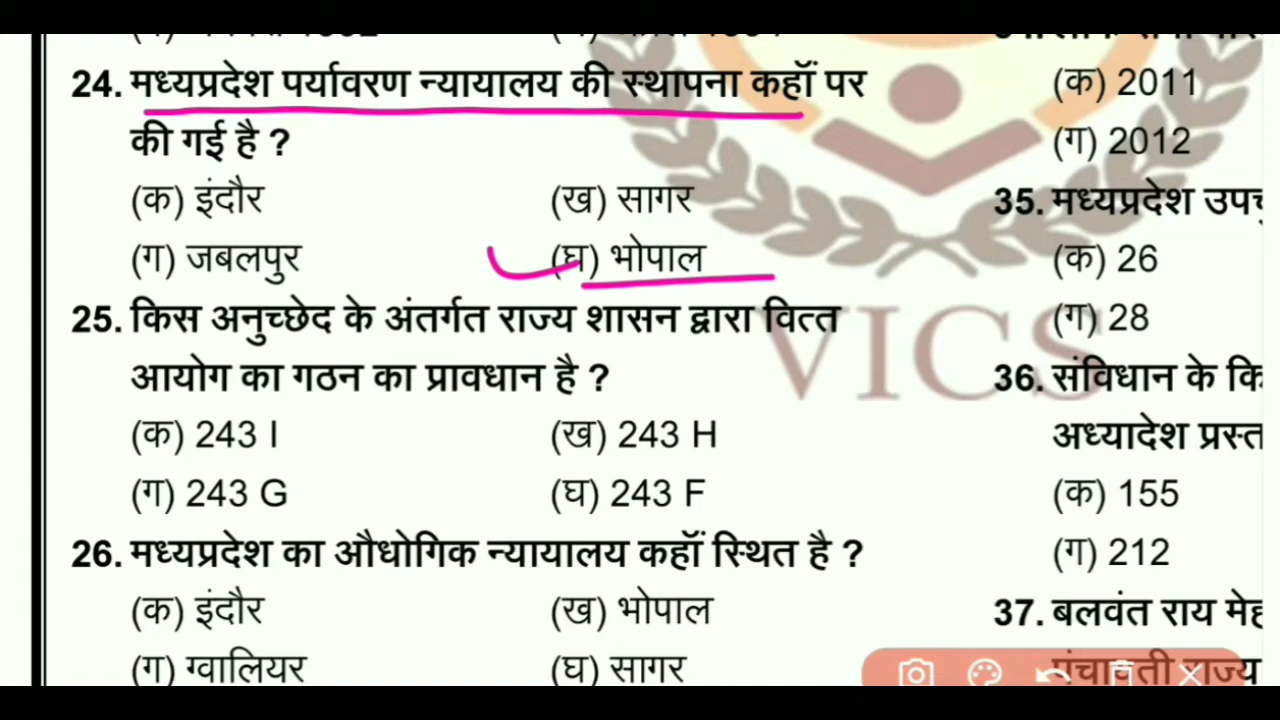 24. मध्यप्रदेश पर्यावरण न्यायालय की स्थापना कहाँ पर
की गई है ?
(क) इंदौर (ख) सागर
(ग) जबलपुर (घ) भोपाल
25. किस अनुच्छेद के अंतर्गत राज्य शासन द्वारा वित्त
आयोग का गठन का प्रावधान है ?
(क) 243 I (ख) 243 H
(ग) 243 G (घ) 243 F
26. मध्यप्रदेश का औधोगिक न्यायालय कहाँ स्थित है ?
(क) इंदौर (ख) भोपाल
(ग) ग्वालियर (घ) सागर
(क) 2011
(ग) 2012
35. मध्यप्रदेश
(क) 26
(ग) 28
36. संविधान के
अध्यादेश
(क) 155
(ग) 212
37. बलवंत राय
पंचायती राज्य
VICS